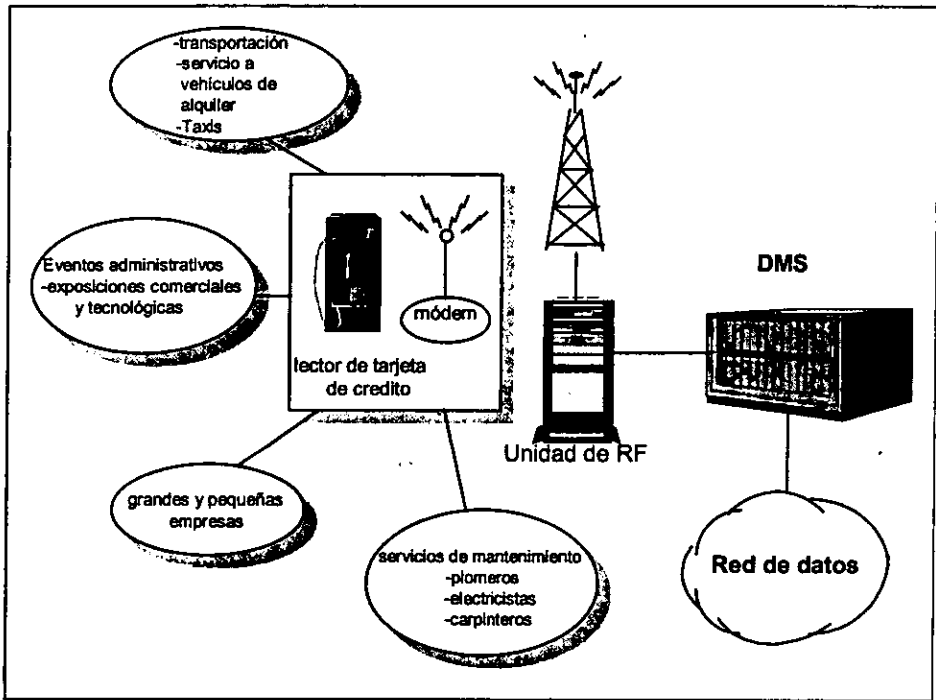 -transportación
-servicio a
vehículos de
alquiler
-Taxis
Eventos administrativos
-exposiciones comerciales
y tecnológicas
módem
lector de tarjeta
de credito
grandes y pequeñas
empresas
servicios de mantenimiento
-plomeros
-electricistas
-carpinteros
Unidad de RF
DMS
Red de datos